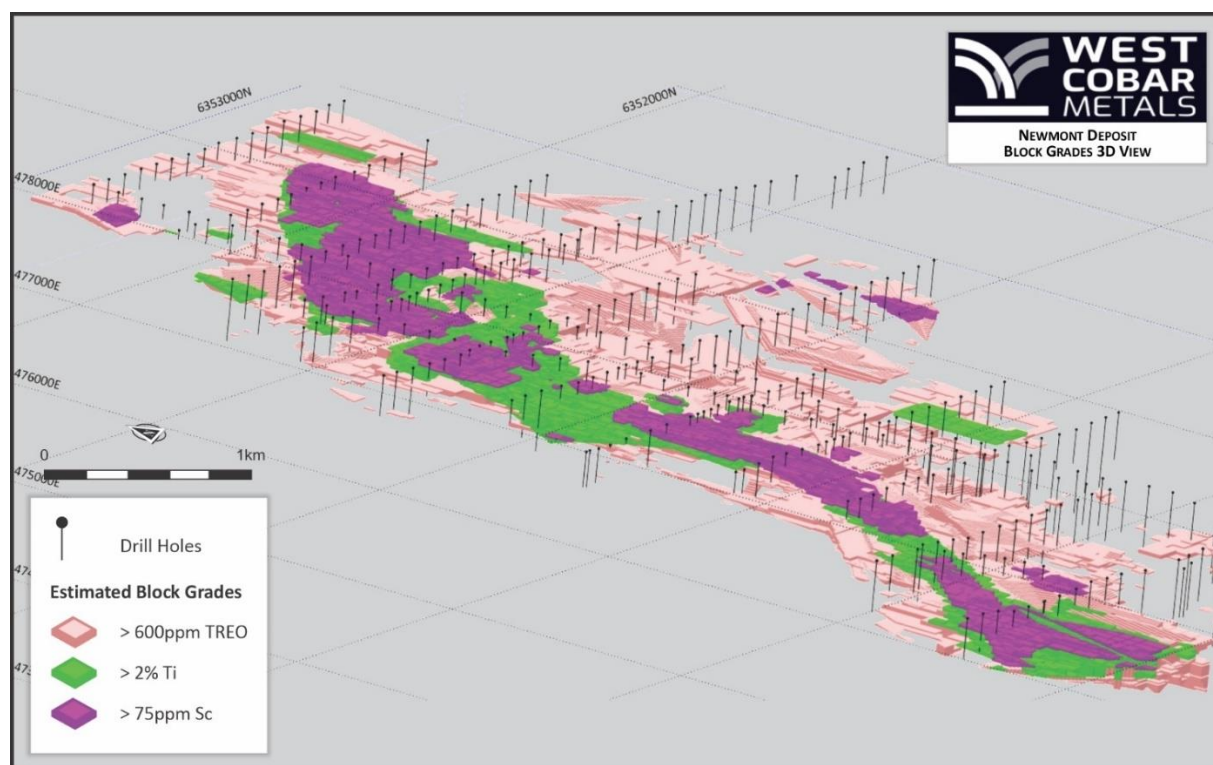 WEST
COBAR
METALS
NEWMONT DEPOSIT
BLOCK GRADES 3D VIEW
6353000N
6352000N
478000E
477000E
476000E
475000E
0 1km
Drill Holes
Estimated Block Grades
> 600ppm TREO
> 2% Ti
> 75ppm Sc